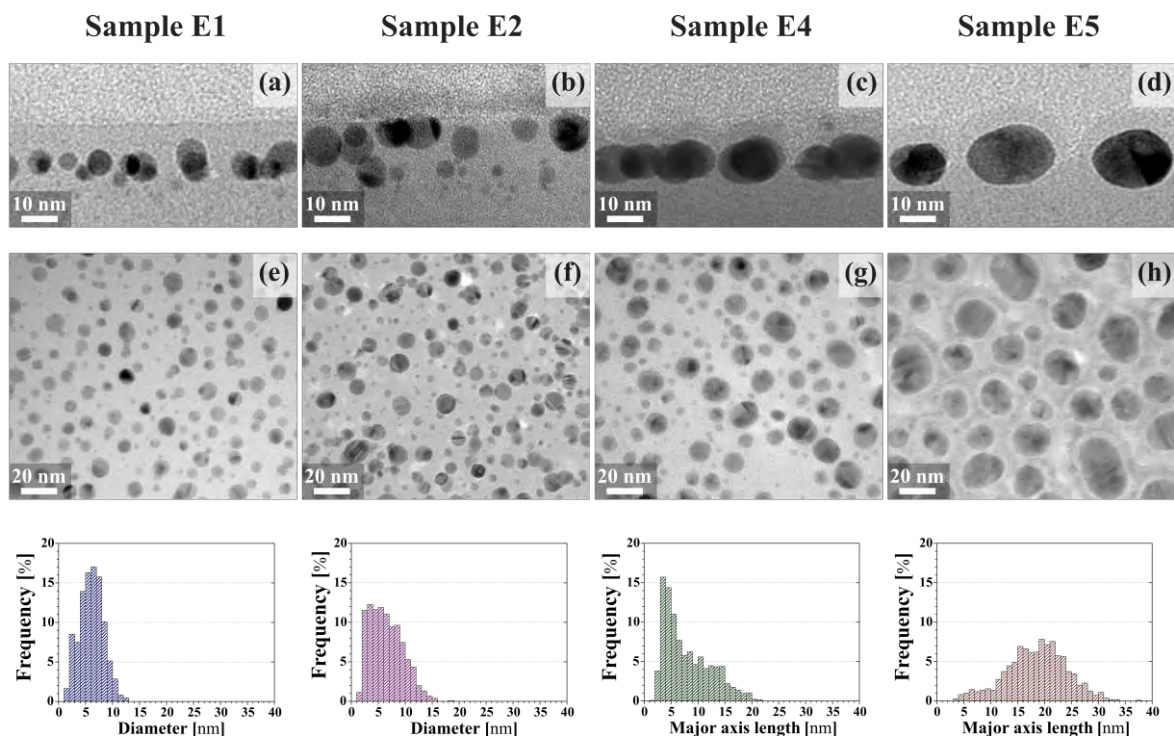 Sample E1 Sample E2 Sample E4 Sample E5
(a) (b) (c) (d)
10 nm 10 nm 10 nm 10 nm
(e) (f) (g) (h)
20 nm 20 nm 20 nm 20 nm
Frequency [%]
20
15
10
5
0
0 5 10 15 20 25 30 35 40
Diameter [nm]
Frequency [%]
20
15
10
5
0
0 5 10 15 20 25 30 35 40
Diameter [nm]
Frequency [%]
20
15
10
5
0
0 5 10 15 20 25 30 35 40
Major axis length [nm]
Frequency [%]
20
15
10
5
0
0 5 10 15 20 25 30 35 40
Major axis length [nm]